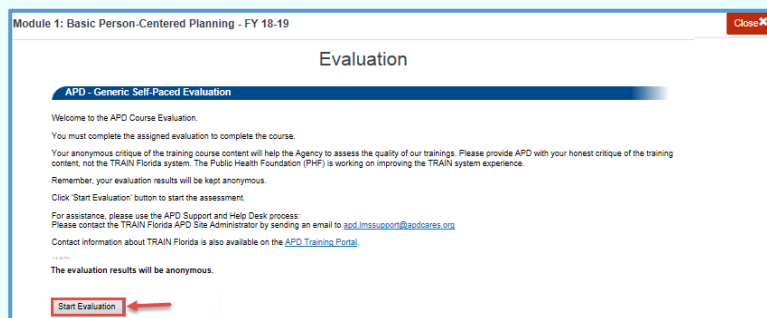 Module 1: Basic Person-Centered Planning - FY 18-19
Close✖
Evaluation
APD - Generic Self-Paced Evaluation
Welcome to the APD Course Evaluation.
You must complete the assigned evaluation to complete the course.
Your anonymous critique of the training course content will help the Agency to assess the quality of our trainings. Please provide APD with your honest critique of the training
content, not the TRAIN Florida system. The Public Health Foundation (PHF) is working on improving the TRAIN system experience.
Remember, your evaluation results will be kept anonymous.
Click 'Start Evaluation' button to start the assessment.
For assistance, please use the APD Support and Help Desk process:
Please contact the TRAIN Florida APD Site Administrator by sending an email to apd.lmssupport@apdcares.org
Contact information about TRAIN Florida is also available on the APD Training Portal.
The evaluation results will be anonymous.
Start Evaluation